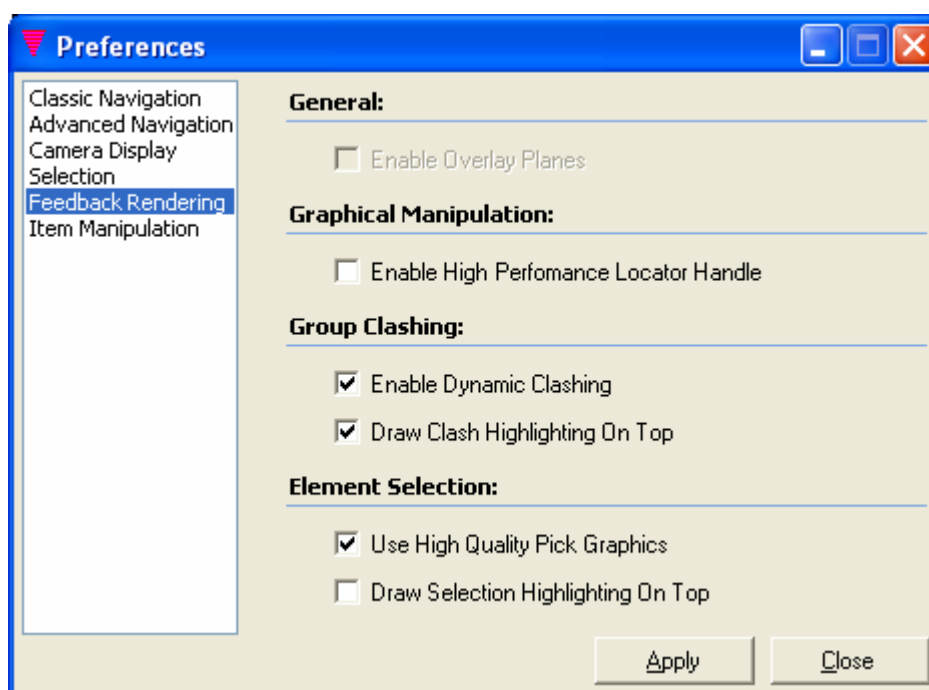 Preferences
Classic Navigation
Advanced Navigation
Camera Display
Selection
Feedback Rendering
Item Manipulation
General:
Enable Overlay Planes
Graphical Manipulation:
Enable High Perfomance Locator Handle
Group Clashing:
Enable Dynamic Clashing
Draw Clash Highlighting On Top
Element Selection:
Use High Quality Pick Graphics
Draw Selection Highlighting On Top
Apply
Close